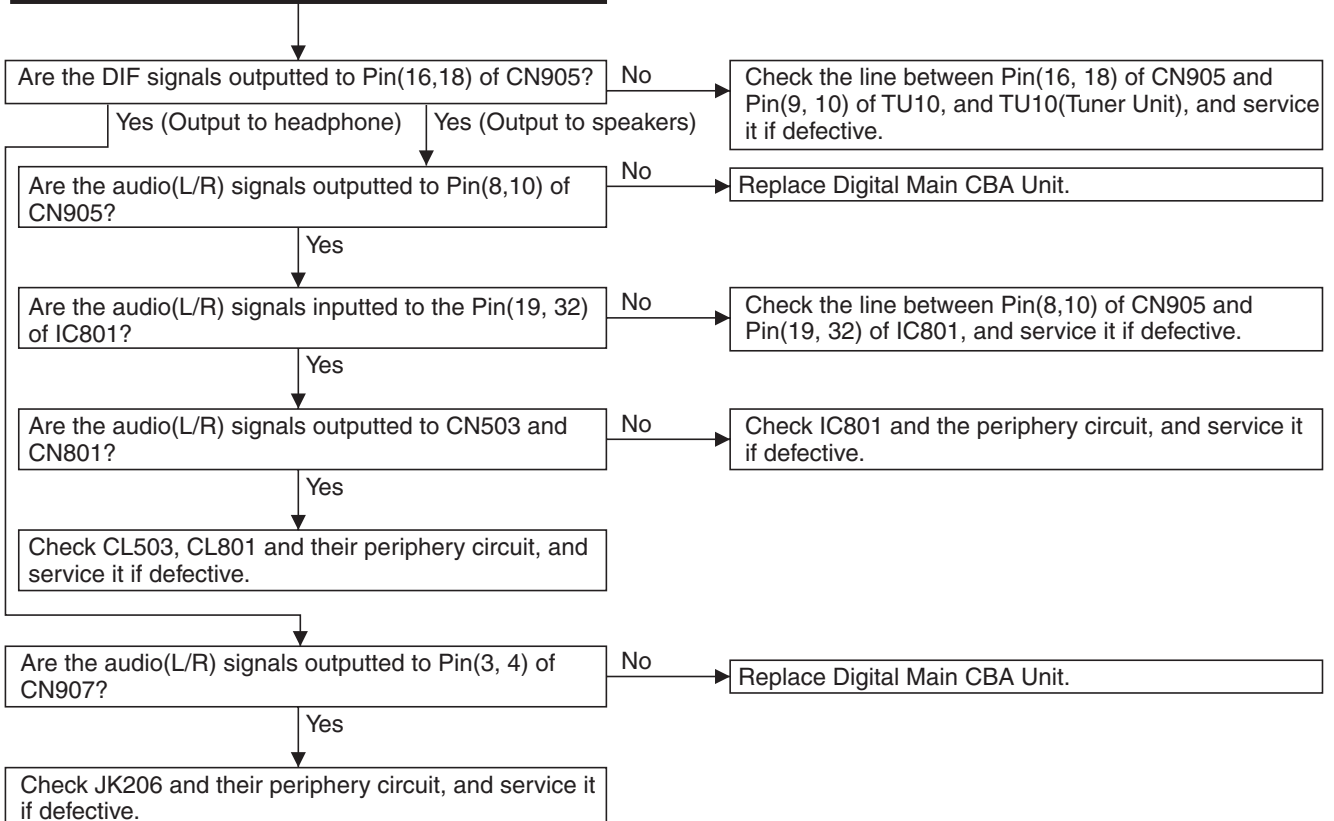 Are the DIF signals outputted to Pin(16,18) of CN905?
No
Check the line between Pin(16, 18) of CN905 and
Pin(9, 10) of TU10, and TU10(Tuner Unit), and service
it if defective.
Yes (Output to headphone)
Yes (Output to speakers)
Are the audio(L/R) signals outputted to Pin(8,10) of
CN905?
No
Replace Digital Main CBA Unit.
Yes
Are the audio(L/R) signals inputted to the Pin(19, 32)
of IC801?
No
Check the line between Pin(8,10) of CN905 and
Pin(19, 32) of IC801, and service it if defective.
Yes
Are the audio(L/R) signals outputted to CN503 and
CN801?
No
Check IC801 and the periphery circuit, and service it
if defective.
Yes
Check CL503, CL801 and their periphery circuit, and
service it if defective.
Are the audio(L/R) signals outputted to Pin(3, 4) of
CN907?
No
Replace Digital Main CBA Unit.
Yes
Check JK206 and their periphery circuit, and service it
if defective.